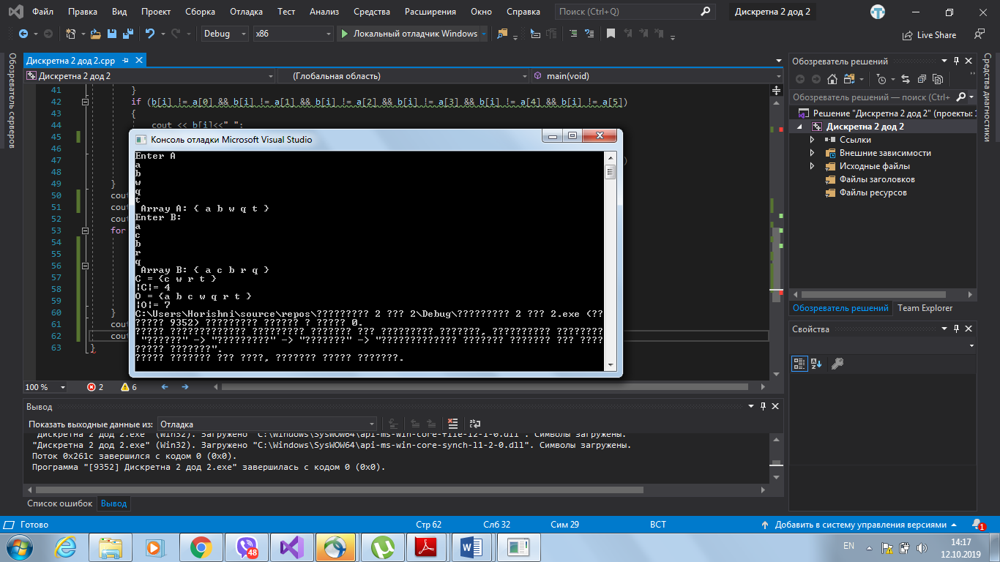 Файл Правка Вид Проект Сборка Отладка Тест Анализ Средства Расширения Окно Справка Поиск (Ctrl+Q) Дискретна 2 дод 2
Debug x86 Локальный отладчик Windows Live Share
Обозреватель серверов
Дискретна 2 дод 2.cpp
Дискретна 2 дод 2 (Глобальная область) main(void)
41 }
42 if (b[i] != a[0] && b[i] != a[1] && b[i] != a[2] && b[i] != a[3] && b[i] != a[4] && b[i] != a[5])
43 {
44 cout << b[i]<<" ";
45
46
47 )
48
49 }
50 cout
51 cout
52 cout
53 for
54
55
56
57
58
59
60 }
61 cout
62 cout
63 }
Консоль отладки Microsoft Visual Studio
Enter A
a
b
w
q
t
Array A: { a b w q t }
Enter B:
a
c
b
r
q
Array B: { a c b r q }
C = {c w r t }
|C|= 4
O = {a b c w q r t }
|O|= 7
C:\Users\Horishni\source\repos\????????? 2 ??? 2\Debug\????????? 2 ??? 2.exe (??
????? 9352) ????????? ?????? ? ????? 0.
????? ???????????? ????????? ??????? ??? ????????? ???????, ?????????? ????????
"??????" -> "?????????" -> "???????" -> "????????????? ??????? ??????? ??? ????
????? ???????".
????? ??????? ??? ????, ??????? ????? ???????.
100 % 2 6
Вывод
Показать выходные данные из: Отладка
"Дискретна 2 дод 2.exe" (Win32). Загружено "C:\Windows\SysWOW64\api-ms-win-core-file-l2-1-0.dll". Символы загружены.
"Дискретна 2 дод 2.exe" (Win32). Загружено "C:\Windows\SysWOW64\api-ms-win-core-synch-l1-2-0.dll". Символы загружены.
Поток 0x261c завершился с кодом 0 (0x0).
Программа "[9352] Дискретна 2 дод 2.exe" завершилась с кодом 0 (0x0).
Список ошибок Вывод
Обозреватель решений
Обозреватель решений — поиск (Ctrl+
Решение "Дискретна 2 дод 2" (проекты: 1
Дискретна 2 дод 2
Ссылки
Внешние зависимости
Исходные файлы
Файлы заголовков
Файлы ресурсов
Обозреватель решений Team Explorer
Свойства
Средства диагностики
Готово Стр 62 Слб 32 Сим 29 ВСТ Добавить в систему управления версиями 1
48 EN 14:17
12.10.2019